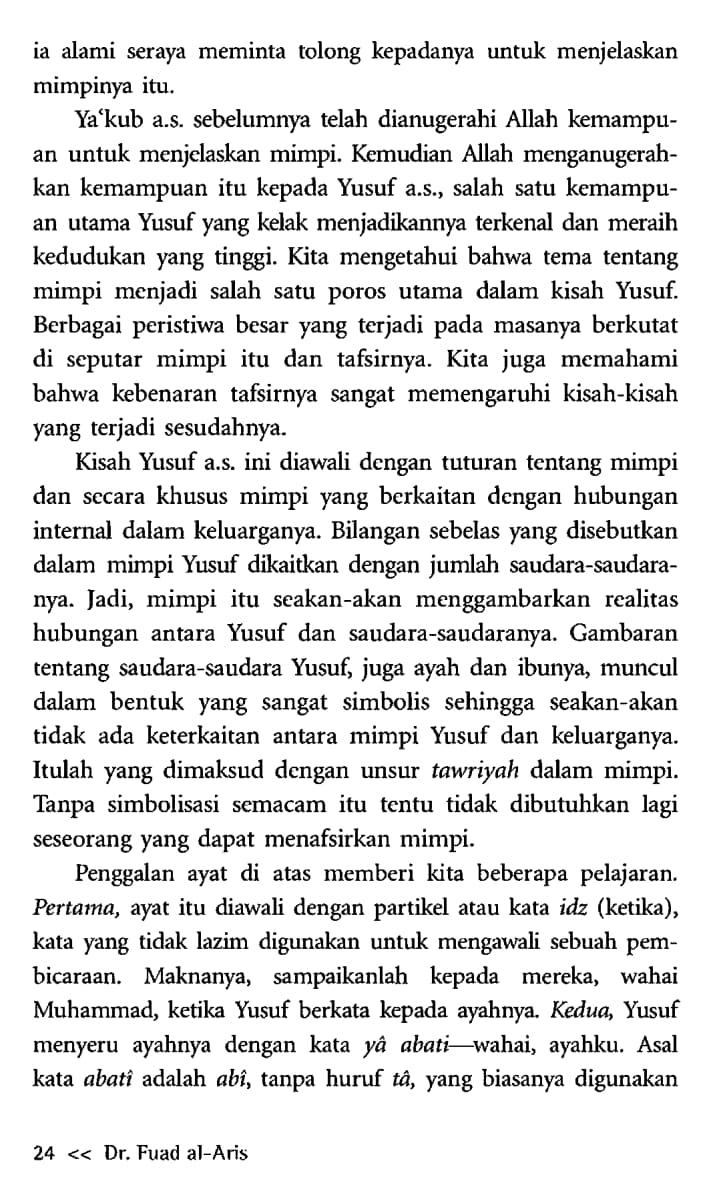 ia alami seraya meminta tolong kepadanya untuk menjelaskan
mimpinya itu.
Ya‘kub a.s. sebelumnya telah dianugerahi Allah kemampu-
an untuk menjelaskan mimpi. Kemudian Allah menganugerah-
kan kemampuan itu kepada Yusuf a.s., salah satu kemampu-
an utama Yusuf yang kelak menjadikannya terkenal dan meraih
kedudukan yang tinggi. Kita mengetahui bahwa tema tentang
mimpi menjadi salah satu poros utama dalam kisah Yusuf.
Berbagai peristiwa besar yang terjadi pada masanya berkutat
di seputar mimpi itu dan tafsirnya. Kita juga memahami
bahwa kebenaran tafsirnya sangat memengaruhi kisah-kisah
yang terjadi sesudahnya.
Kisah Yusuf a.s. ini diawali dengan tuturan tentang mimpi
dan secara khusus mimpi yang berkaitan dengan hubungan
internal dalam keluarganya. Bilangan sebelas yang disebutkan
dalam mimpi Yusuf dikaitkan dengan jumlah saudara-saudara-
nya. Jadi, mimpi itu seakan-akan menggambarkan realitas
hubungan antara Yusuf dan saudara-saudaranya. Gambaran
tentang saudara-saudara Yusuf, juga ayah dan ibunya, muncul
dalam bentuk yang sangat simbolis sehingga seakan-akan
tidak ada keterkaitan antara mimpi Yusuf dan keluarganya.
Itulah yang dimaksud dengan unsur tawriyah dalam mimpi.
Tanpa simbolisasi semacam itu tentu tidak dibutuhkan lagi
seseorang yang dapat menafsirkan mimpi.
Penggalan ayat di atas memberi kita beberapa pelajaran.
Pertama, ayat itu diawali dengan partikel atau kata idz (ketika),
kata yang tidak lazim digunakan untuk mengawali sebuah pem-
bicaraan. Maknanya, sampaikanlah kepada mereka, wahai
Muhammad, ketika Yusuf berkata kepada ayahnya. Kedua, Yusuf
menyeru ayahnya dengan kata yâ abati—wahai, ayahku. Asal
kata abatî adalah abî, tanpa huruf tâ, yang biasanya digunakan
24 << Dr. Fuad al-Aris